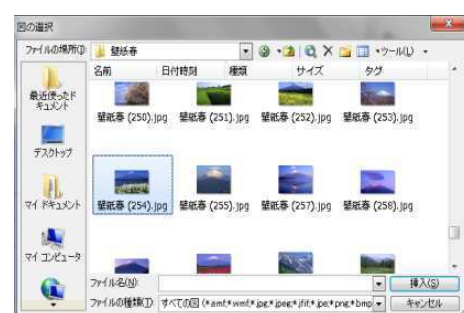 図の選択
ファイルの場所(I): 壁紙春 ツール(L)
名前 日付時刻 種類 サイズ タグ
壁紙春 (250).jpg 壁紙春 (251).jpg 壁紙春 (252).jpg 壁紙春 (253).jpg
最近使ったドキュメント
デスクトップ
壁紙春 (254).jpg 壁紙春 (255).jpg 壁紙春 (257).jpg 壁紙春 (258).jpg
マイ ドキュメント
マイ コンピュータ
ファイル名(N): 挿入(S)
ファイルの種類(T): すべての図 (*.emf;*.wmf;*.jpg;*.jpeg;*.jfif;*.jpe;*.png;*.bmp キャンセル